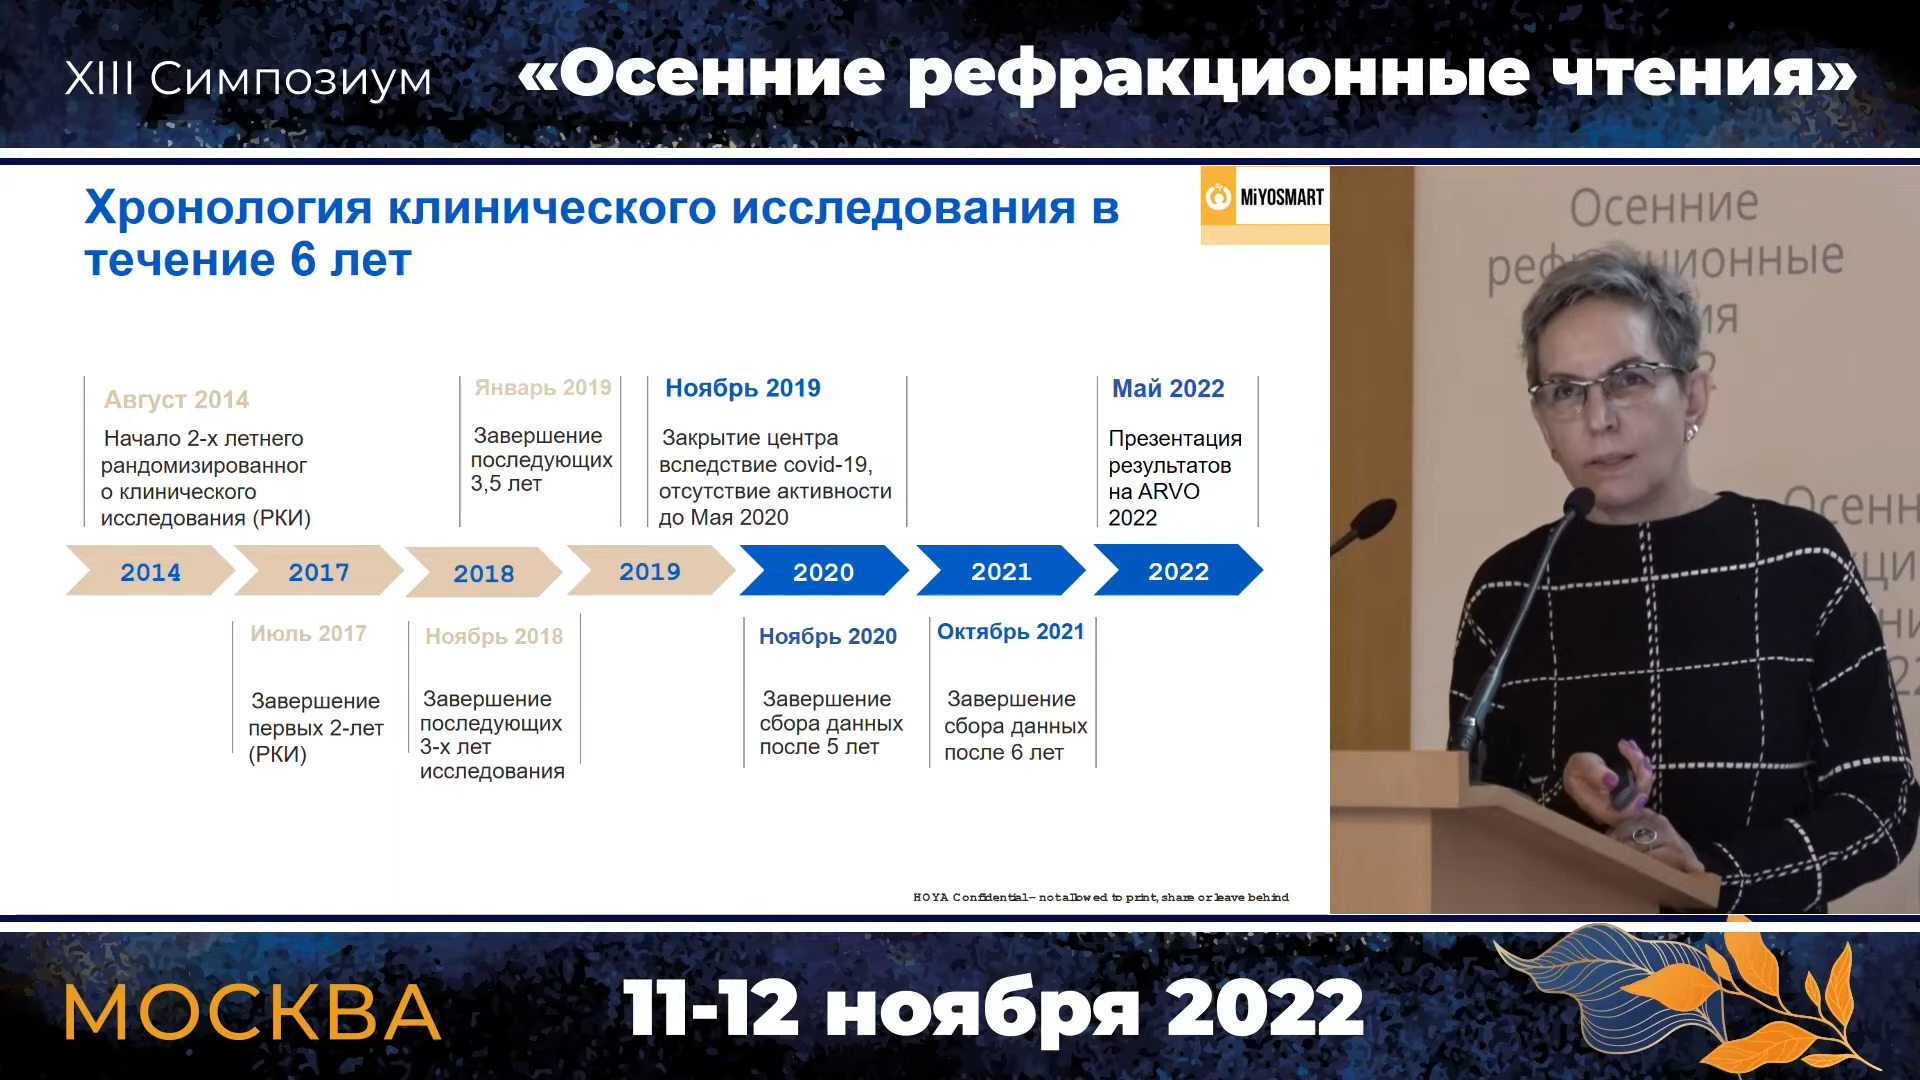 XIII Симпозиум
«Осенние рефракционные чтения»
Хронология клинического исследования в
течение 6 лет
MiYOSMART
Август 2014
Начало 2-х летнего
рандомизированног
о клинического
исследования (РКИ)
Январь 2019
Завершение
последующих
3,5 лет
Ноябрь 2019
Закрытие центра
вследствие covid-19,
отсутствие активности
до Мая 2020
Май 2022
Презентация
результатов
на ARVO
2022
2014
2017
2018
2019
2020
2021
2022
Июль 2017
Завершение
первых 2-лет
(РКИ)
Ноябрь 2018
Завершение
последующих
3-х лет
исследования
Ноябрь 2020
Завершение
сбора данных
после 5 лет
Октябрь 2021
Завершение
сбора данных
после 6 лет
HOYA Confidential – not allowed to print, share or leave behind
Осенние
рефракционные
МОСКВА
11-12 ноября 2022